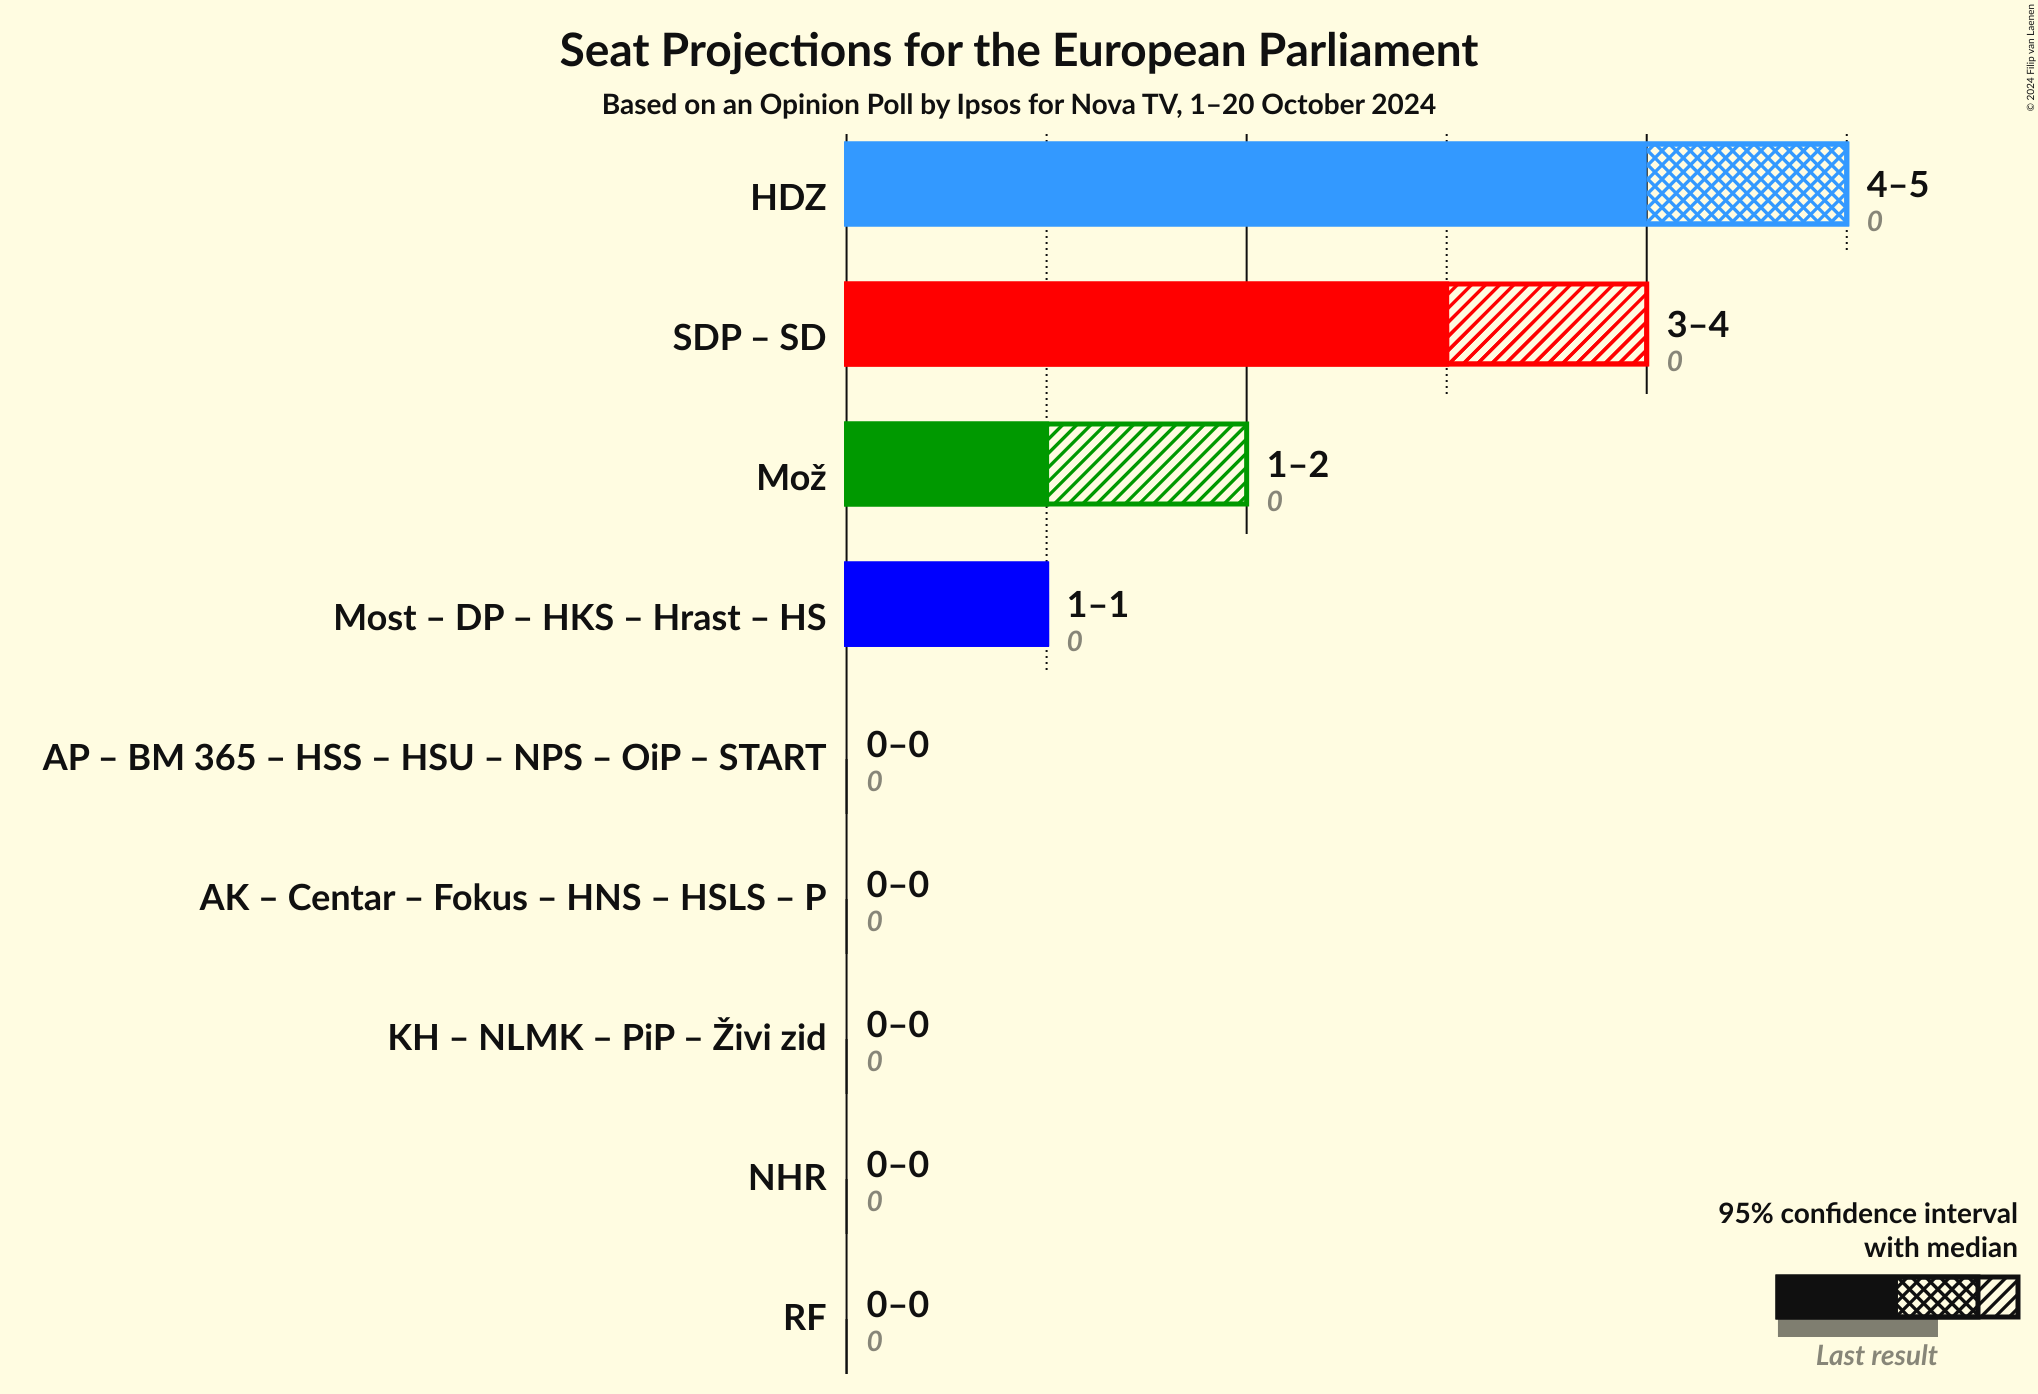 Seat Projections for the European Parliament
Based on an Opinion Poll by Ipsos for Nova TV, 1–20 October 2024
© 2024 Filip van Laenen
HDZ
4–5
0
SDP – SD
3–4
0
Mož
1–2
0
Most – DP – HKS – Hrast – HS
1–1
0
AP – BM 365 – HSS – HSU – NPS – OiP – START
0–0
0
AK – Centar – Fokus – HNS – HSLS – P
0–0
0
KH – NLMK – PiP – Živi zid
0–0
0
NHR
0–0
0
RF
0–0
0
95% confidence interval
with median
Last result